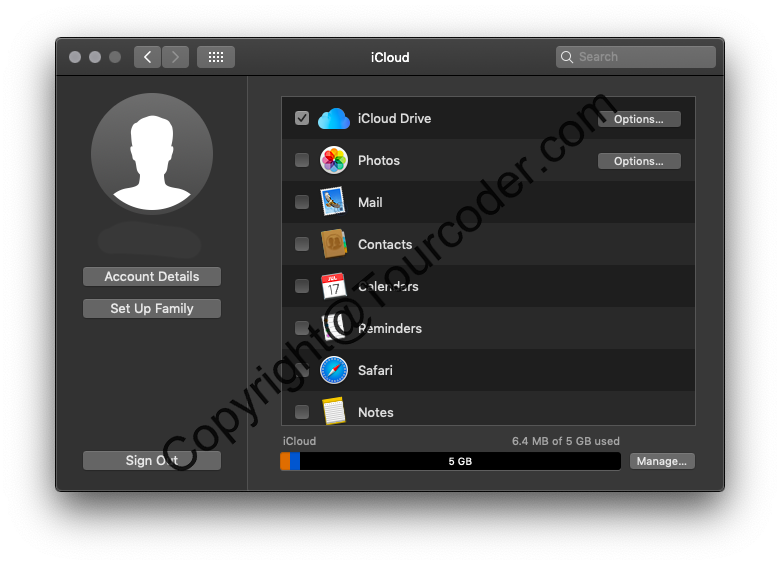 iCloud
Search
iCloud Drive
Options...
Photos
Options...
Mail
Contacts
JUL
17
Calendars
Reminders
Safari
Notes
Account Details
Set Up Family
Sign Out
iCloud
6.4 MB of 5 GB used
5 GB
Manage...
Copyright@Tourcoder.com